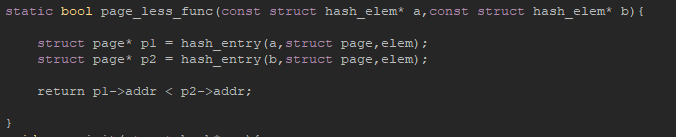 static bool page_less_func(const struct hash_elem* a,const struct hash_elem* b){
struct page* p1 = hash_entry(a,struct page,elem);
struct page* p2 = hash_entry(b,struct page,elem);
return p1->addr < p2->addr;
}